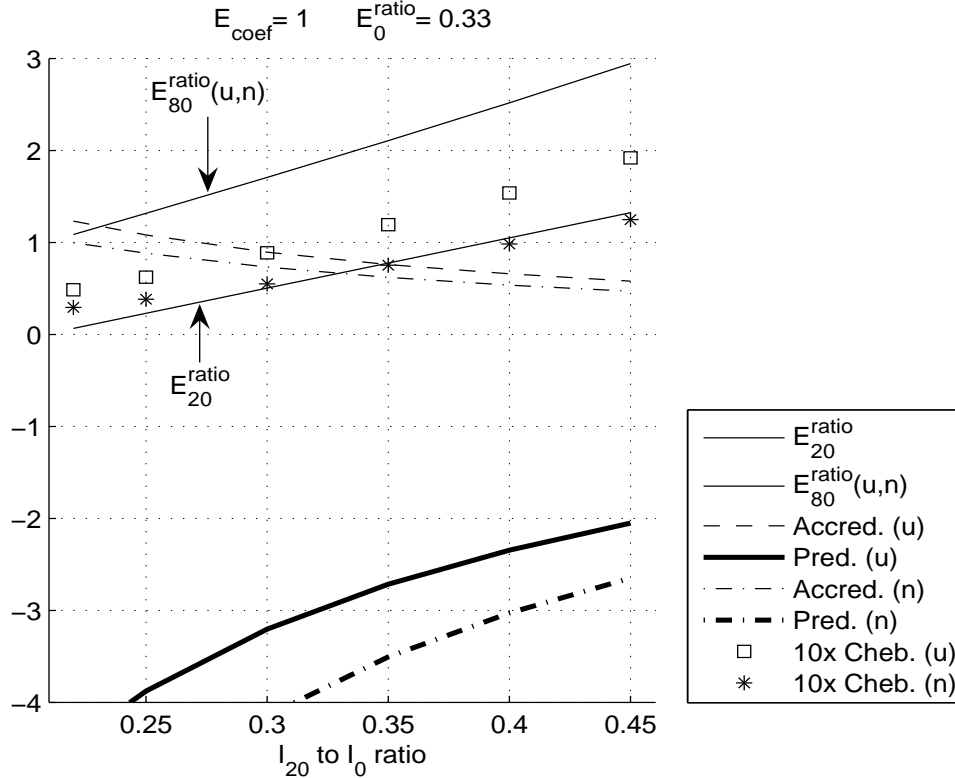 E_coef = 1 E_0^ratio = 0.33
3
2
1
0
−1
−2
−3
−4
E_80^ratio(u,n)
E_20^ratio
0.25 0.3 0.35 0.4 0.45
I_20 to I_0 ratio
E_20^ratio
E_80^ratio(u,n)
Accred. (u)
Pred. (u)
Accred. (n)
Pred. (n)
10x Cheb. (u)
10x Cheb. (n)